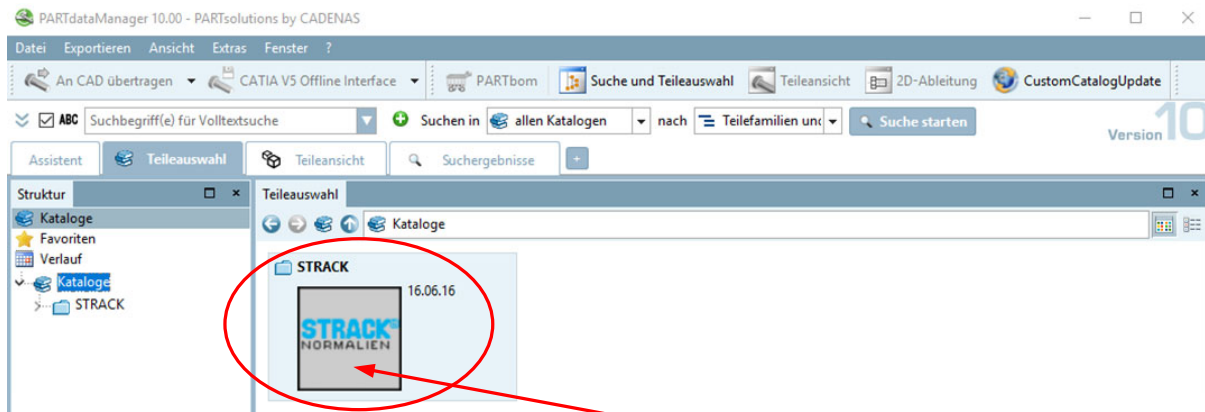 PARTdataManager 10.00 - PARTsolutions by CADENAS
Datei Exportieren Ansicht Extras Fenster ?
An CAD übertragen CATIA V5 Offline Interface PARTbom Suche und Teileauswahl Teileansicht 2D-Ableitung CustomCatalogUpdate
ABC Suchbegriff(e) für Volltextsuche Suchen in allen Katalogen nach Teilefamilien unc Suche starten
Version 10
Assistent Teileauswahl Teileansicht Suchergebnisse +
Struktur
Kataloge
Favoriten
Verlauf
Kataloge
STRACK
Teileauswahl
Kataloge
STRACK
16.06.16
STRACK®
NORMALIEN